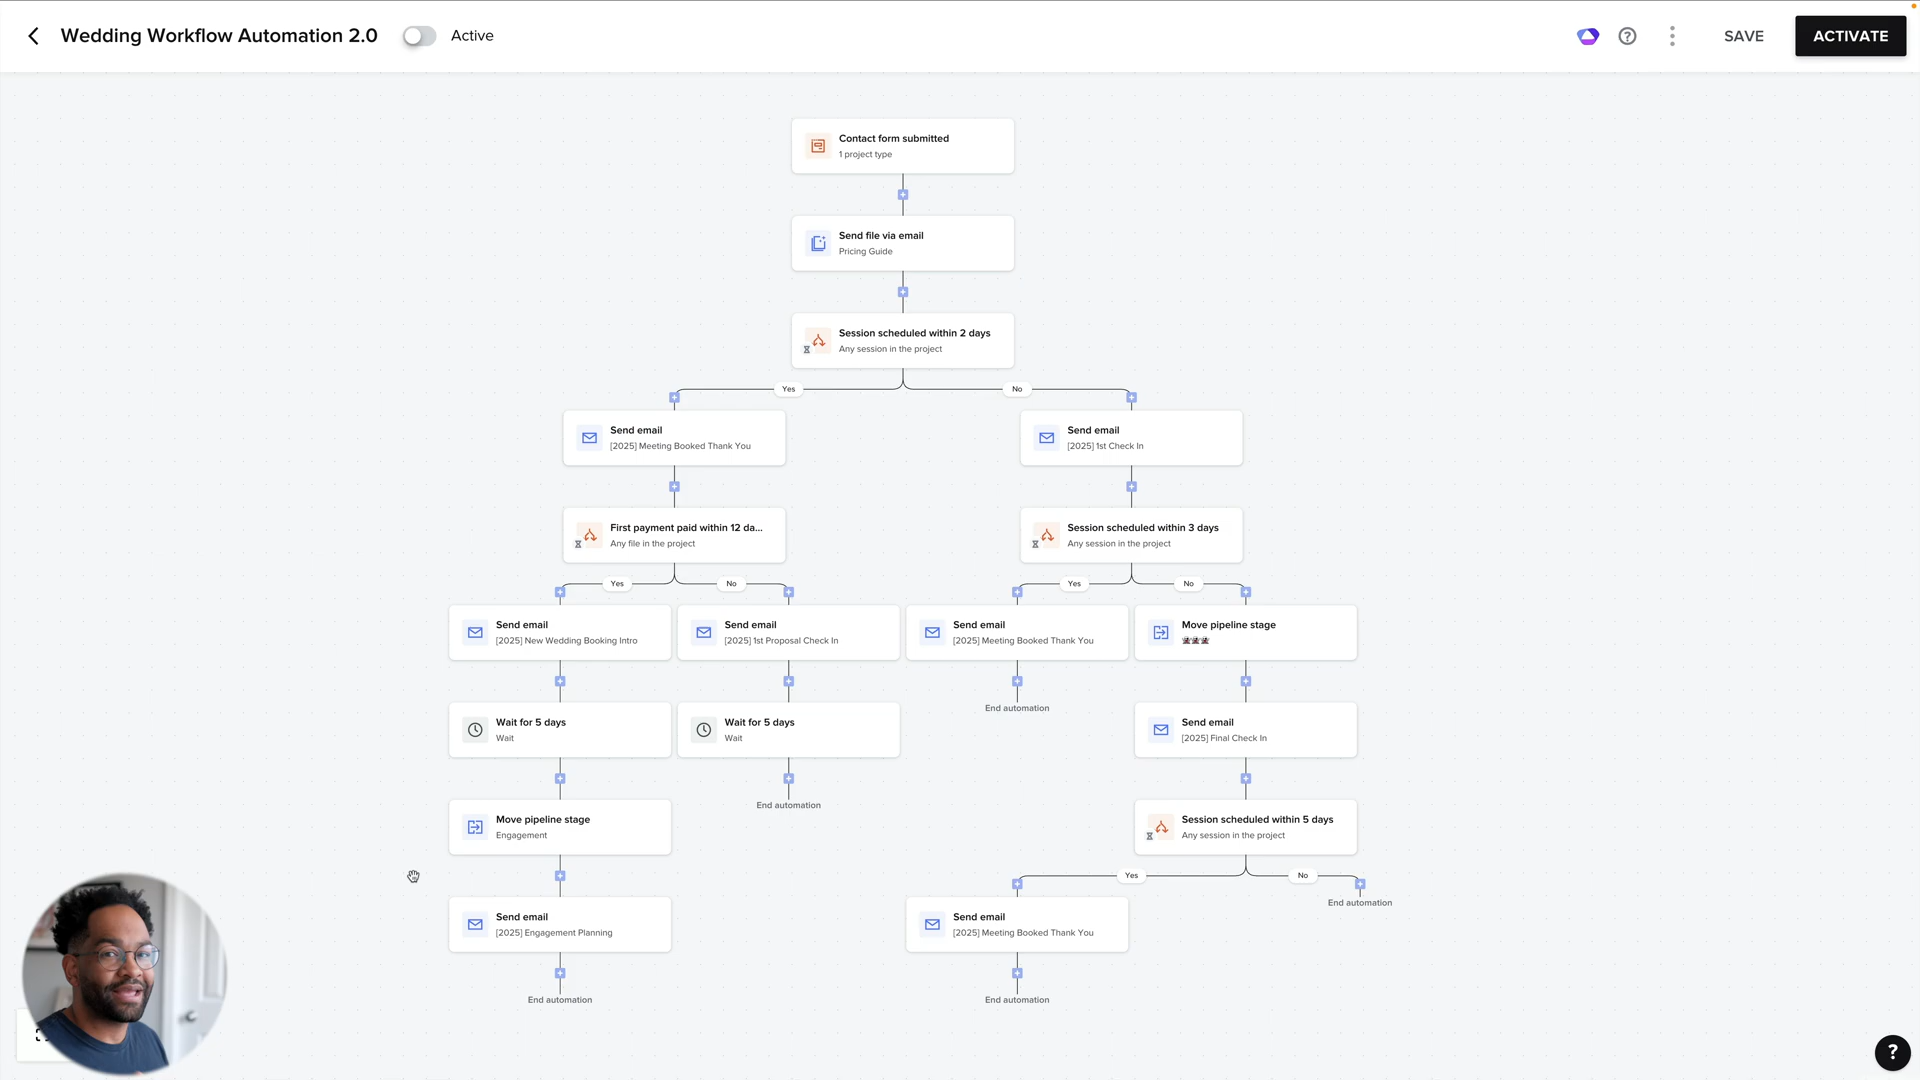 Wedding Workflow Automation 2.0
Active
SAVE
ACTIVATE
Contact form submitted
1 project type
Send file via email
Pricing Guide
Session scheduled within 2 days
Any session in the project
Yes
No
Send email
[2025] Meeting Booked Thank You
Send email
[2025] 1st Check In
First payment paid within 12 da...
Any file in the project
Session scheduled within 3 days
Any session in the project
Yes
No
Yes
No
Send email
[2025] New Wedding Booking Intro
Send email
[2025] 1st Proposal Check In
Send email
[2025] Meeting Booked Thank You
Move pipeline stage
End automation
Wait for 5 days
Wait
Wait for 5 days
Wait
Send email
[2025] Final Check In
End automation
Move pipeline stage
Engagement
Session scheduled within 5 days
Any session in the project
Yes
No
End automation
Send email
[2025] Engagement Planning
Send email
[2025] Meeting Booked Thank You
End automation
End automation
?